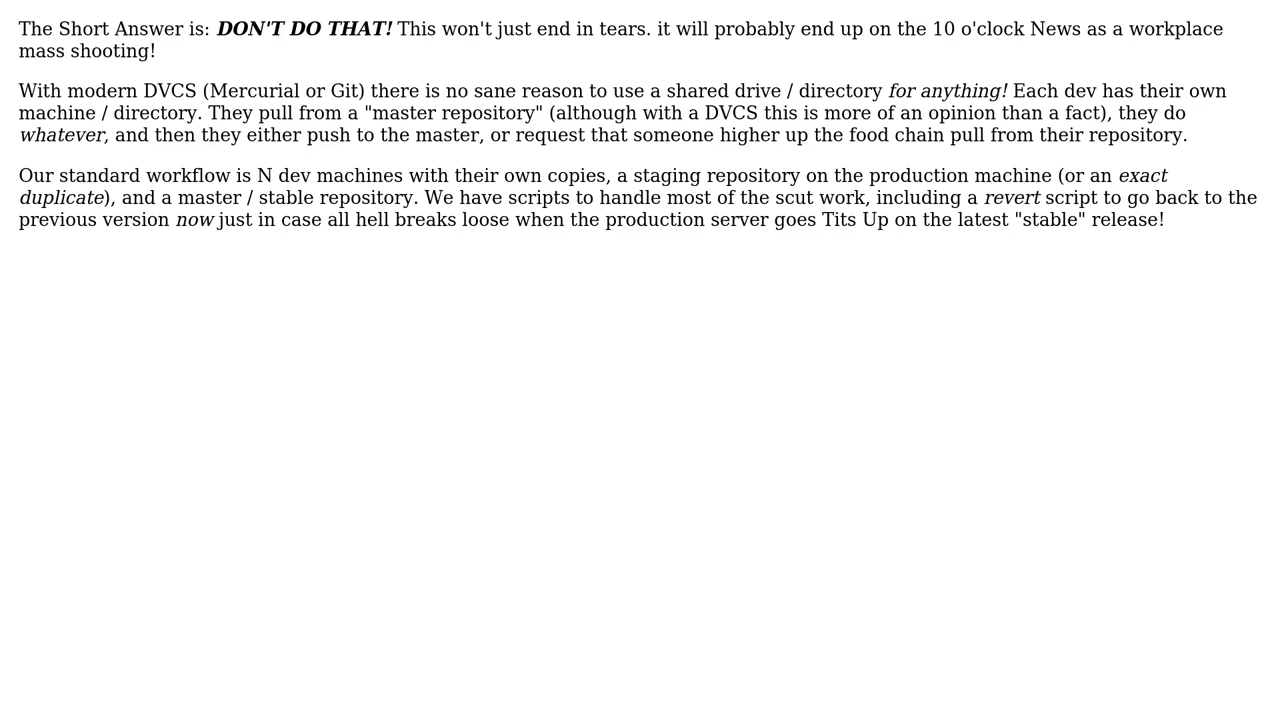 The Short Answer is: DON'T DO THAT! This won't just end in tears. it will probably end up on the 10 o'clock News as a workplace
mass shooting!
With modern DVCS (Mercurial or Git) there is no sane reason to use a shared drive / directory for anything! Each dev has their own
machine / directory. They pull from a "master repository" (although with a DVCS this is more of an opinion than a fact), they do
whatever, and then they either push to the master, or request that someone higher up the food chain pull from their repository.
Our standard workflow is N dev machines with their own copies, a staging repository on the production machine (or an exact
duplicate), and a master / stable repository. We have scripts to handle most of the scut work, including a revert script to go back to the
previous version now just in case all hell breaks loose when the production server goes Tits Up on the latest "stable" release!